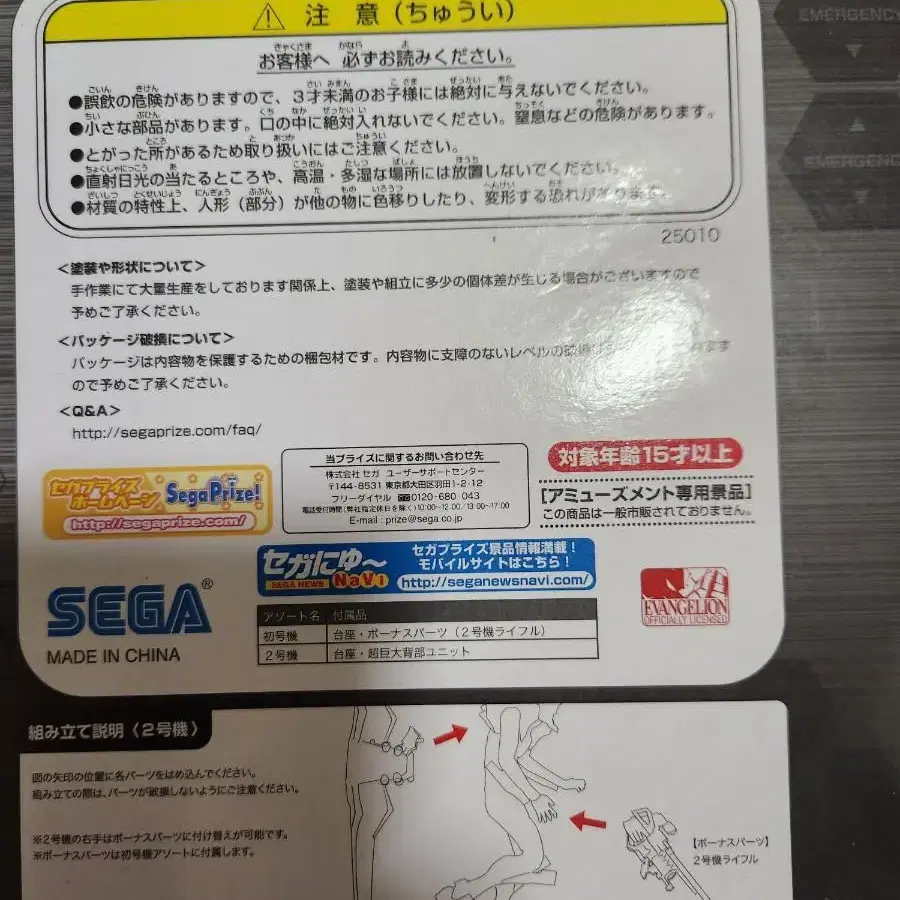 EMERGENCY
EMERGENCY
注 意（ちゅうい）
お客様へ 必ずお読みください。
●誤飲の危険がありますので、3才未満のお子様には絶対に与えないでください。
●小さな部品があります。口の中に絶対入れないでください。窒息などの危険があります。
●とがった所があるため取り扱いにはご注意ください。
●直射日光の当たるところや、高温・多湿な場所には放置しないでください。
●材質の特性上、人形（部分）が他の物に色移りしたり、変形する恐れがあります。
25010
<塗装や形状について>
手作業にて大量生産をしております関係上、塗装や組立に多少の個体差が生じる場合がございますので
予めご了承ください。
<パッケージ破損について>
パッケージは内容物を保護するための梱包材です。内容物に支障のないレベルの
ので予めご了承ください。
<Q&A>
http://segaprize.com/faq/
セガプライズ
ホームページ
SegaPrize!
http://segaprize.com/
当プライズに関するお問い合わせ先
株式会社 セガ ユーザーサポートセンター
〒144-8531 東京都大田区羽田1-2-12
フリーダイヤル 0120-680 043
電話受付時間(弊社指定休日を除く)10:00~12:00/13:00~17:00
E-mail : prize@sega.co.jp
対象年齢15才以上
[アミューズメント専用景品]
この商品は一般市販されておりません。
セガにゅ〜
SEGA NEWS NaVi
セガプライズ景品情報満載！
モバイルサイトはこちら！
http://seganewsnavi.com/
SEGA®
MADE IN CHINA
アソート名 付属品
初号機 台座・ボーナスパーツ（2号機ライフル）
2号機 台座・超巨大背部ユニット
EVANGELION
OFFICIALLY LICENSED
組み立て説明〈2号機〉
図の矢印の位置に各パーツをはめ込んでください。
組み立ての際は、パーツが破損しないようにご注意ください。
※2号機の右手はボーナスパーツに付け替えが可能です。
※ボーナスパーツは初号機アソートに付属します。
【ボーナスパーツ】
2号機ライフル